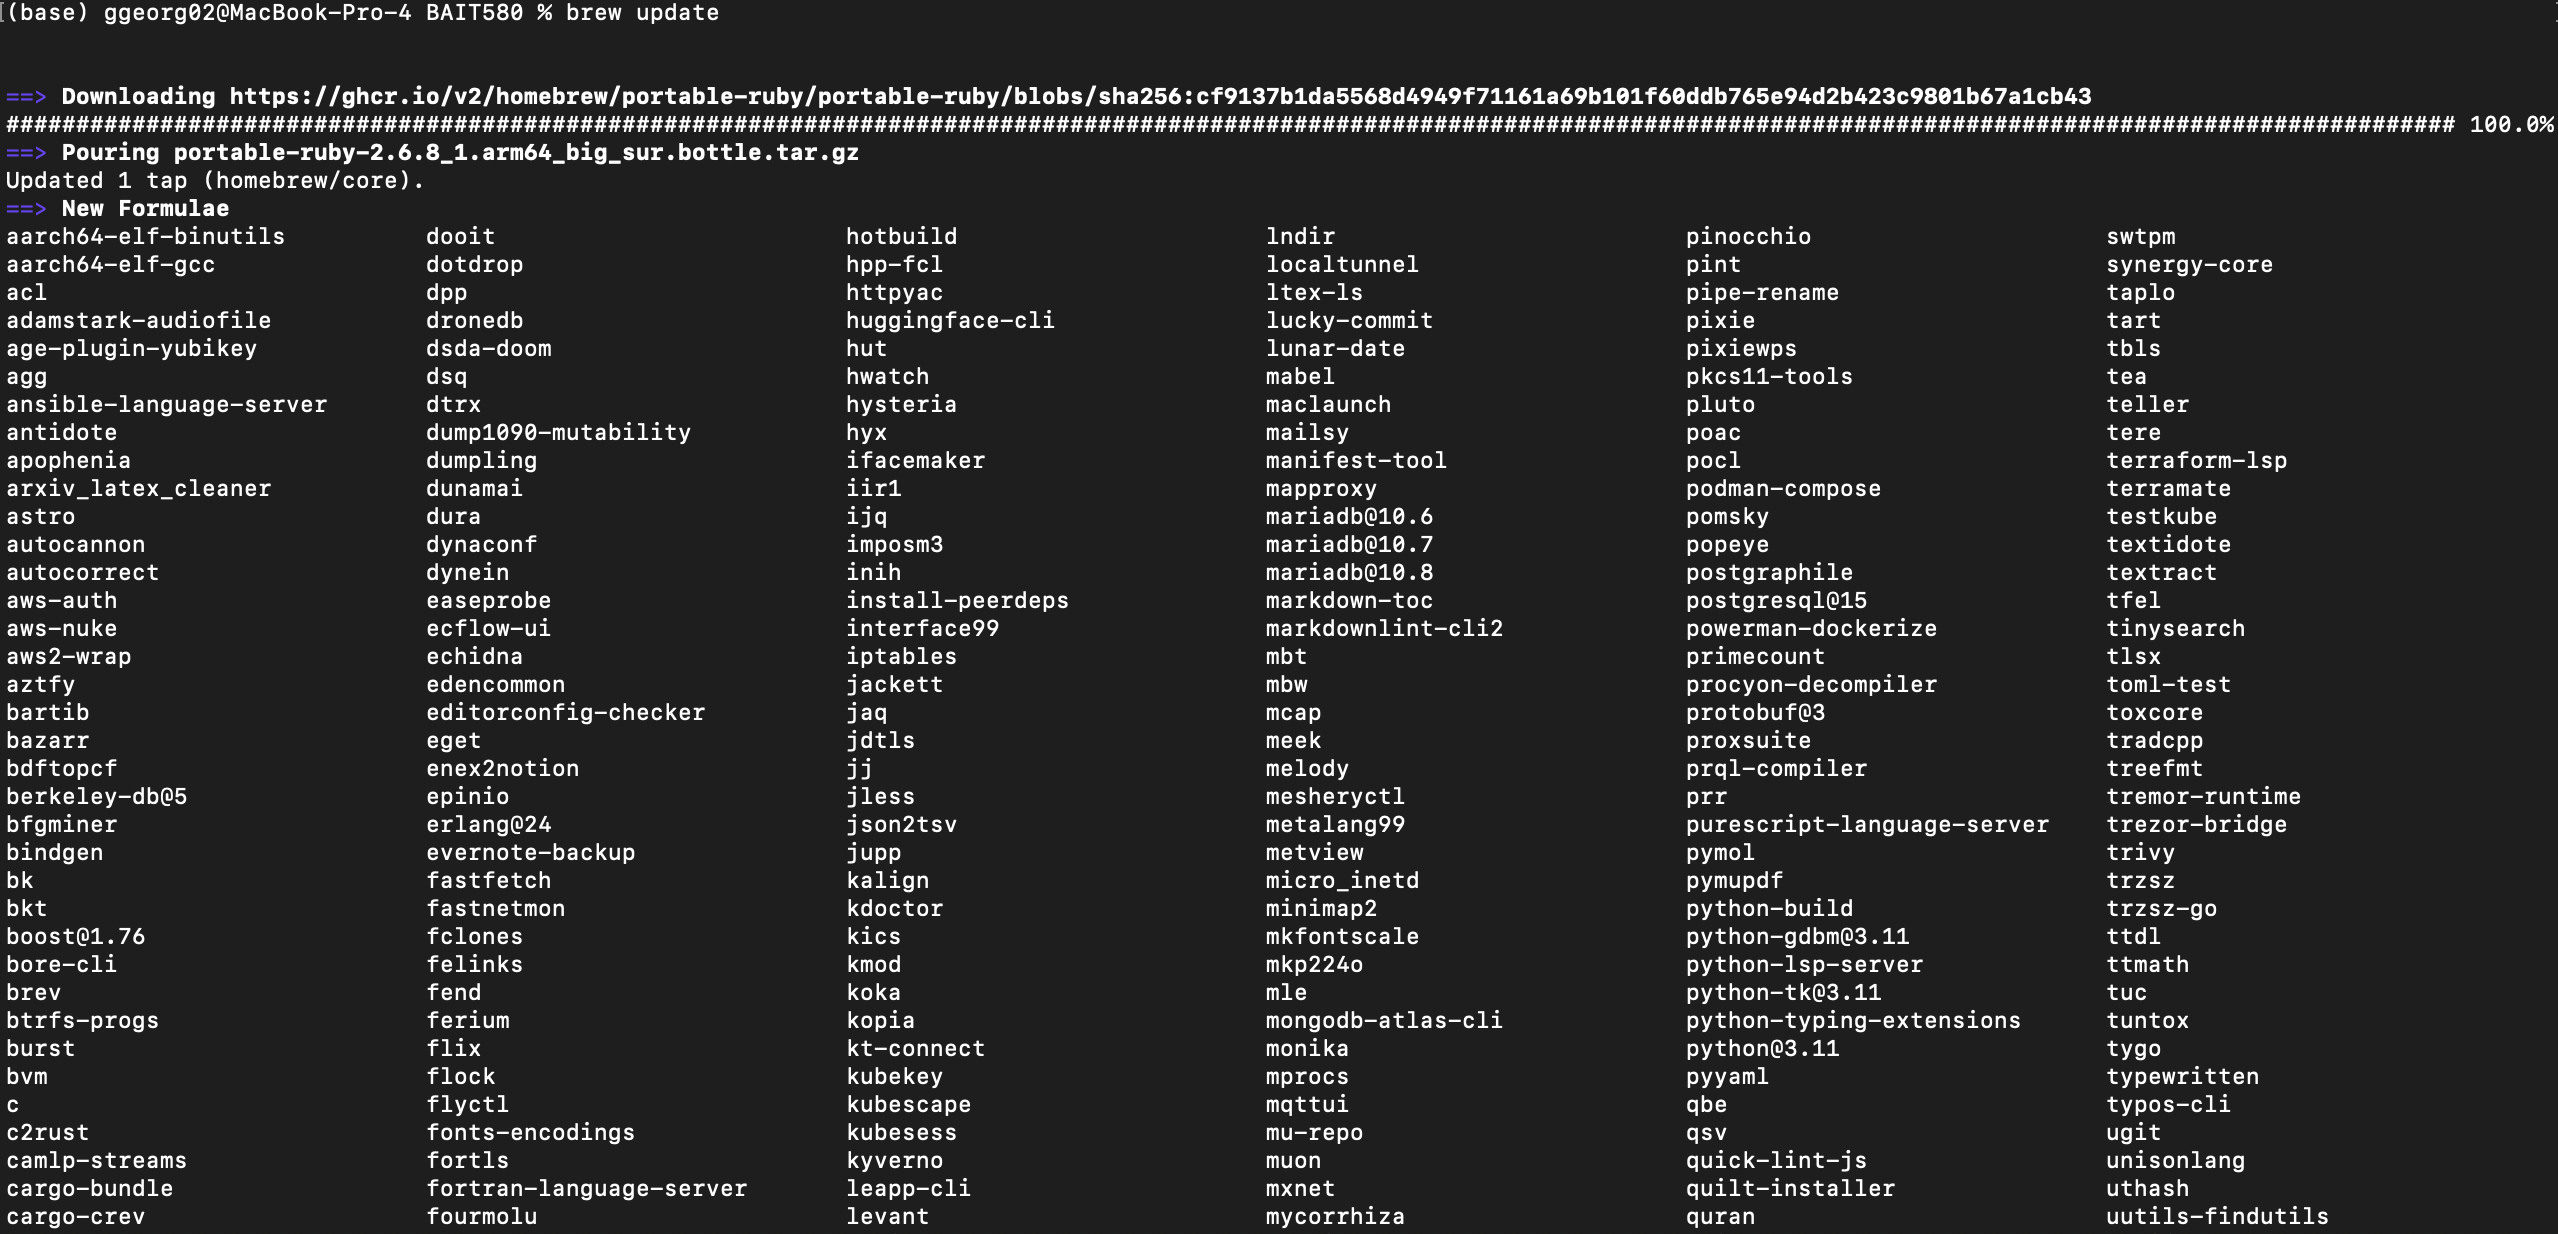 (base) ggeorg02@MacBook-Pro-4 BAIT580 % brew update
==> Downloading https://ghcr.io/v2/homebrew/portable-ruby/portable-ruby/blobs/sha256:cf9137b1da5568d4949f71161a69b101f60ddb765e94d2b423c9801b67a1cb43
############################################################################################################################################################################### 100.0%
==> Pouring portable-ruby-2.6.8_1.arm64_big_sur.bottle.tar.gz
Updated 1 tap (homebrew/core).
==> New Formulae
aarch64-elf-binutils dooit hotbuild lndir pinocchio swtpm
aarch64-elf-gcc dotdrop hpp-fcl localtunnel pint synergy-core
acl dpp httpyac ltex-ls pipe-rename taplo
adamstark-audiofile dronedb huggingface-cli lucky-commit pixie tart
age-plugin-yubikey dsda-doom hut lunar-date pixiewps tbls
agg dsq hwatch mabel pkcs11-tools tea
ansible-language-server dtrx hysteria maclaunch pluto teller
antidote dump1090-mutability hyx mailsy poac tere
apophenia dumpling ifacemaker manifest-tool pocl terraform-lsp
arxiv_latex_cleaner dunamai iir1 mapproxy podman-compose terramate
astro dura ijq mariadb@10.6 pomsky testkube
autocannon dynaconf imposm3 mariadb@10.7 popeye textidote
autocorrect dynein inih mariadb@10.8 postgraphile textract
aws-auth easeprobe install-peerdeps markdown-toc postgresql@15 tfel
aws-nuke ecflow-ui interface99 markdownlint-cli2 powerman-dockerize tinysearch
aws2-wrap echidna iptables mbt primecount tlsx
aztfy edencommon jackett mbw procyon-decompiler toml-test
bartib editorconfig-checker jaq mcap protobuf@3 toxcore
bazarr eget jdtls meek proxsuite tradcpp
bdftopcf enex2notion jj melody prql-compiler treefmt
berkeley-db@5 epinio jless mesheryctl prr tremor-runtime
bfgminer erlang@24 json2tsv metalang99 purescript-language-server trezor-bridge
bindgen evernote-backup jupp metview pymol trivy
bk fastfetch kalign micro_inetd pymupdf trzsz
bkt fastnetmon kdoctor minimap2 python-build trzsz-go
boost@1.76 fclones kics mkfontscale python-gdbm@3.11 ttdl
bore-cli felinks kmod mkp224o python-lsp-server ttmath
brev fend koka mle python-tk@3.11 tuc
btrfs-progs ferium kopia mongodb-atlas-cli python-typing-extensions tuntox
burst flix kt-connect monika python@3.11 tygo
bvm flock kubekey mprocs pyyaml typewritten
c flyctl kubescape mqttui qbe typos-cli
c2rust fonts-encodings kubesess mu-repo qsv ugit
camlp-streams fortls kyverno muon quick-lint-js unisonlang
cargo-bundle fortran-language-server leapp-cli mxnet quilt-installer uthash
cargo-crev fourmolu levant mycorrhiza quran uutils-findutils